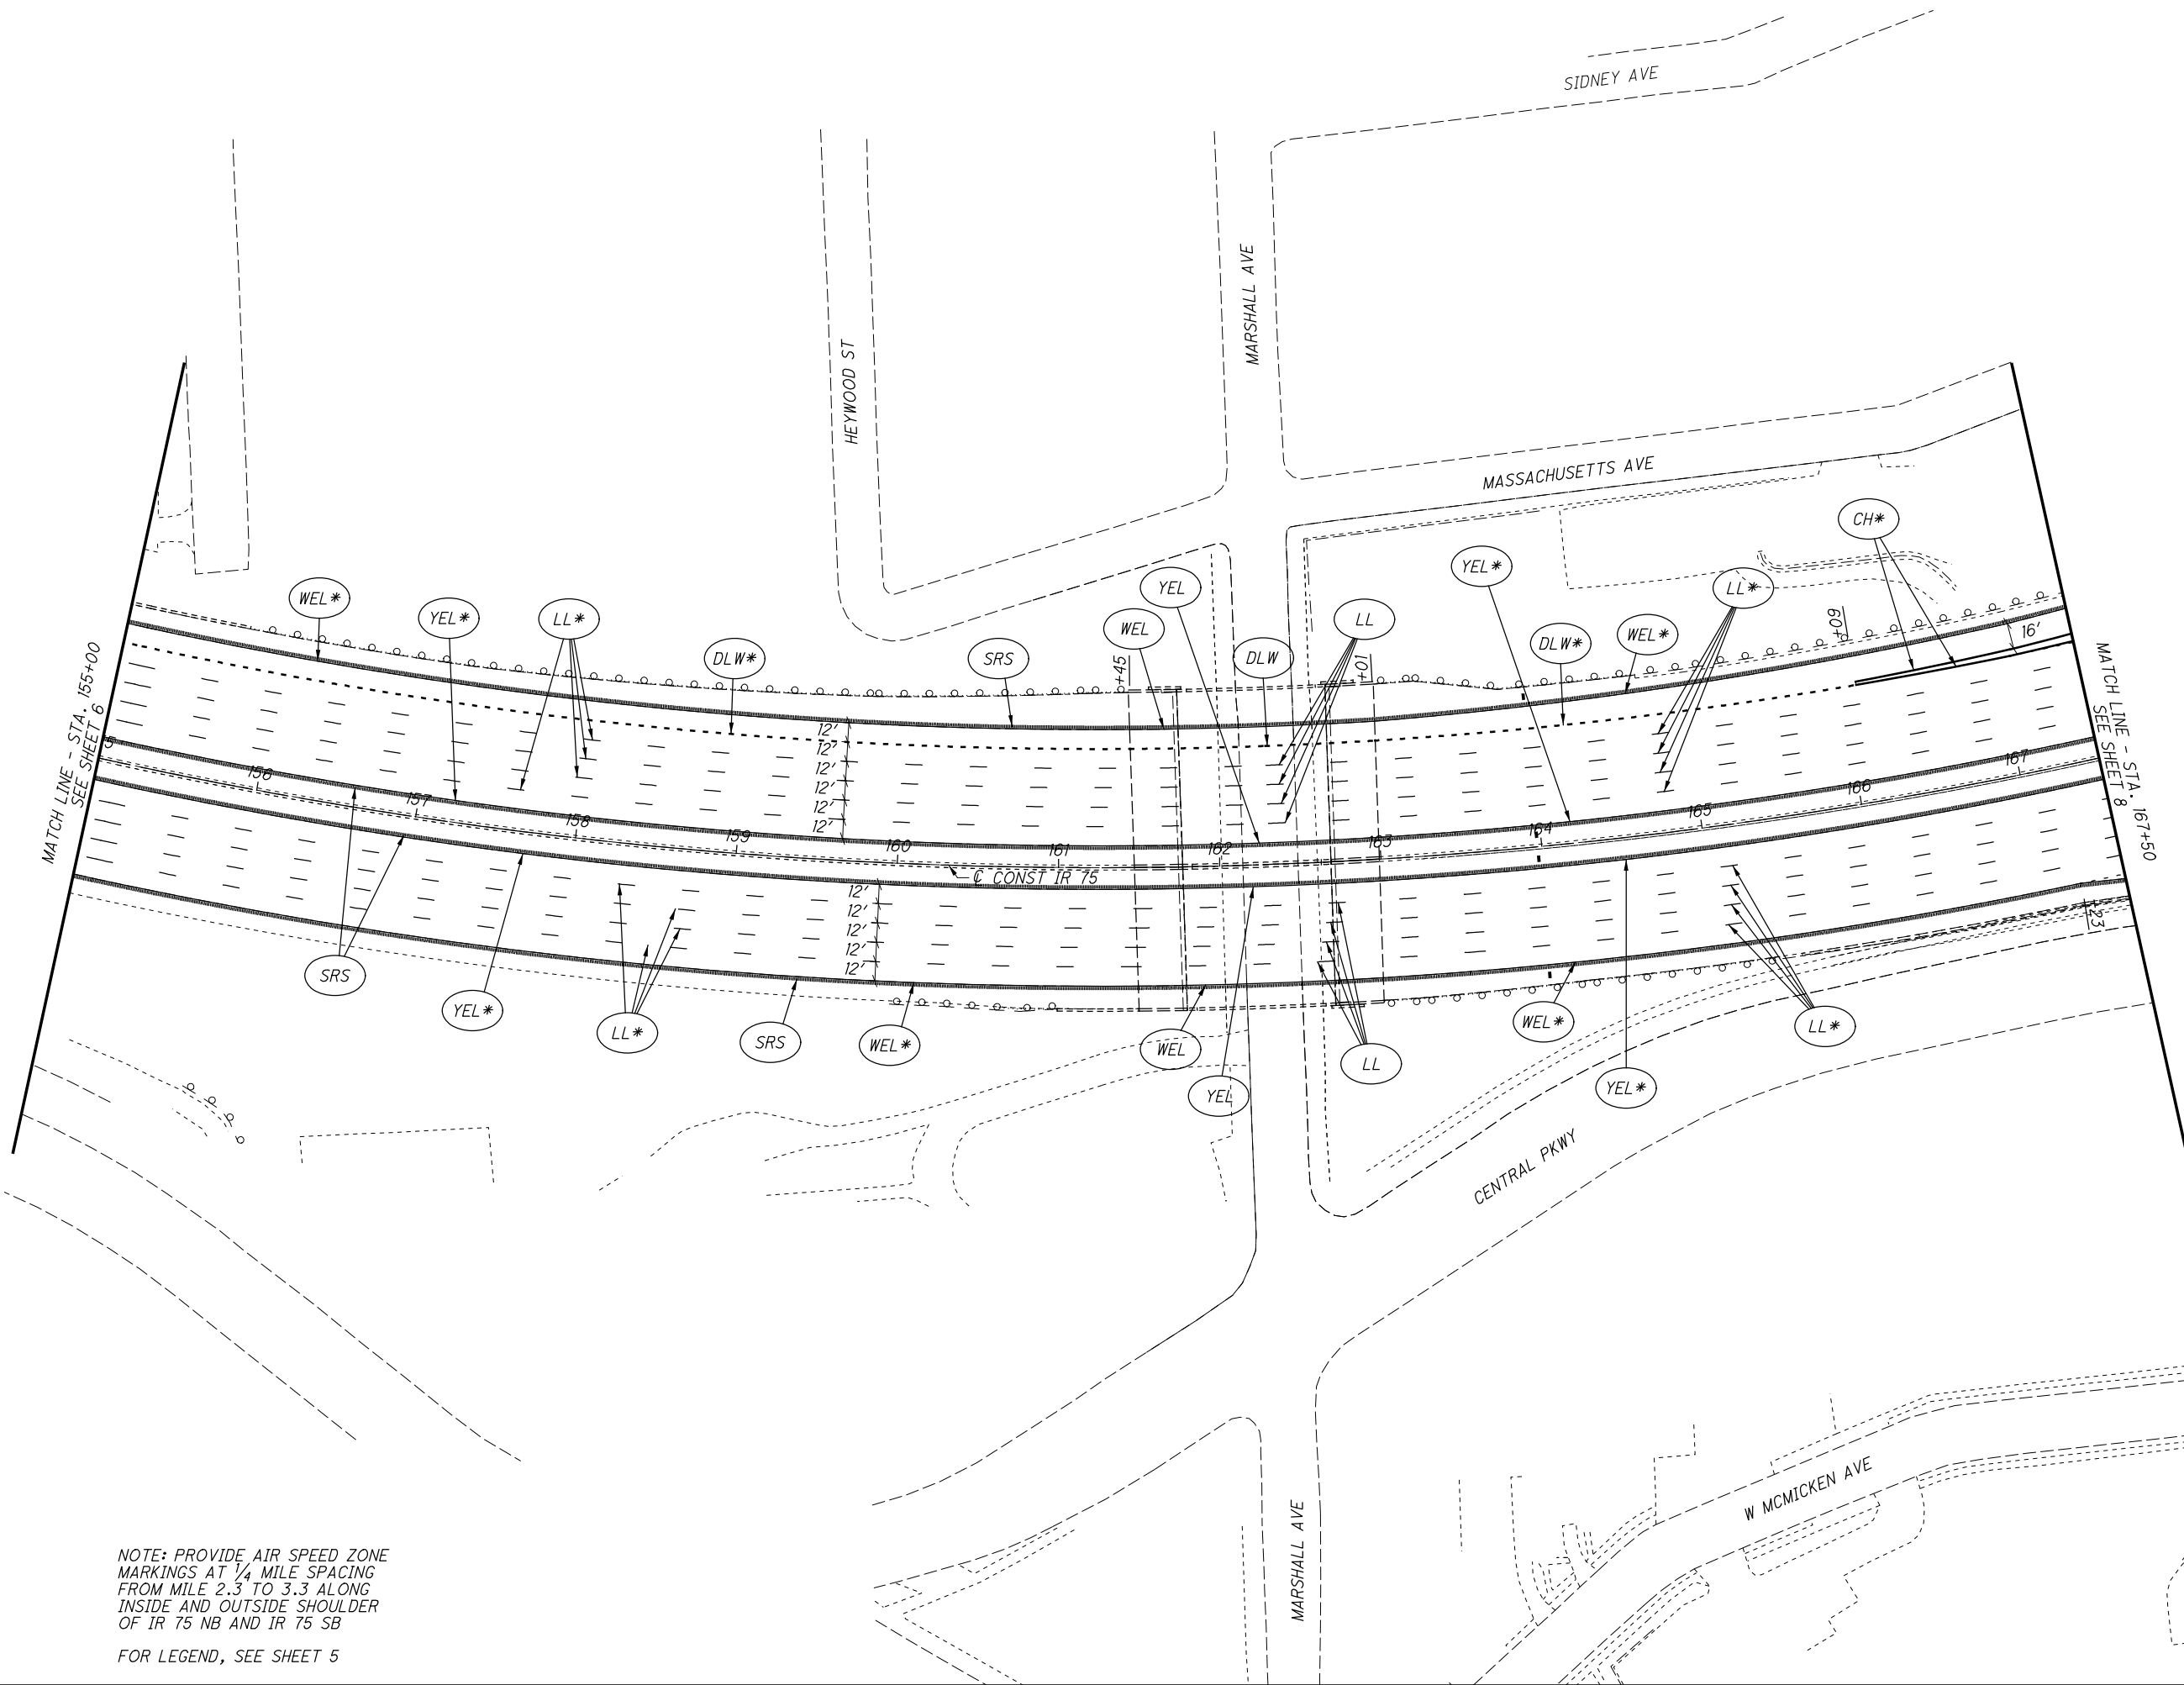 SIDNEY AVE
MARSHALL AVE
HEYWOOD ST
MASSACHUSETTS AVE
CH*
YEL*
YEL
LL*
WEL*
YEL*
LL*
+09
16'
WEL
LL
DLW*
WEL*
DLW*
SRS
DLW
+45
+01
MATCH LINE - STA. 155+00
SEE SHEET 6
MATCH LINE - STA. 167+50
SEE SHEET 8
12'
12'
12'
12'
12'
12'
5
156
157
158
159
160
161
162
163
164
165
166
167
℄ CONST IR 75
12'
12'
12'
12'
12'
+23
SRS
YEL*
LL*
SRS
WEL*
WEL
YEL
LL
WEL*
LL*
YEL*
CENTRAL PKWY
W MCMICKEN AVE
MARSHALL AVE
NOTE: PROVIDE AIR SPEED ZONE
MARKINGS AT 1/4 MILE SPACING
FROM MILE 2.3 TO 3.3 ALONG
INSIDE AND OUTSIDE SHOULDER
OF IR 75 NB AND IR 75 SB
FOR LEGEND, SEE SHEET 5